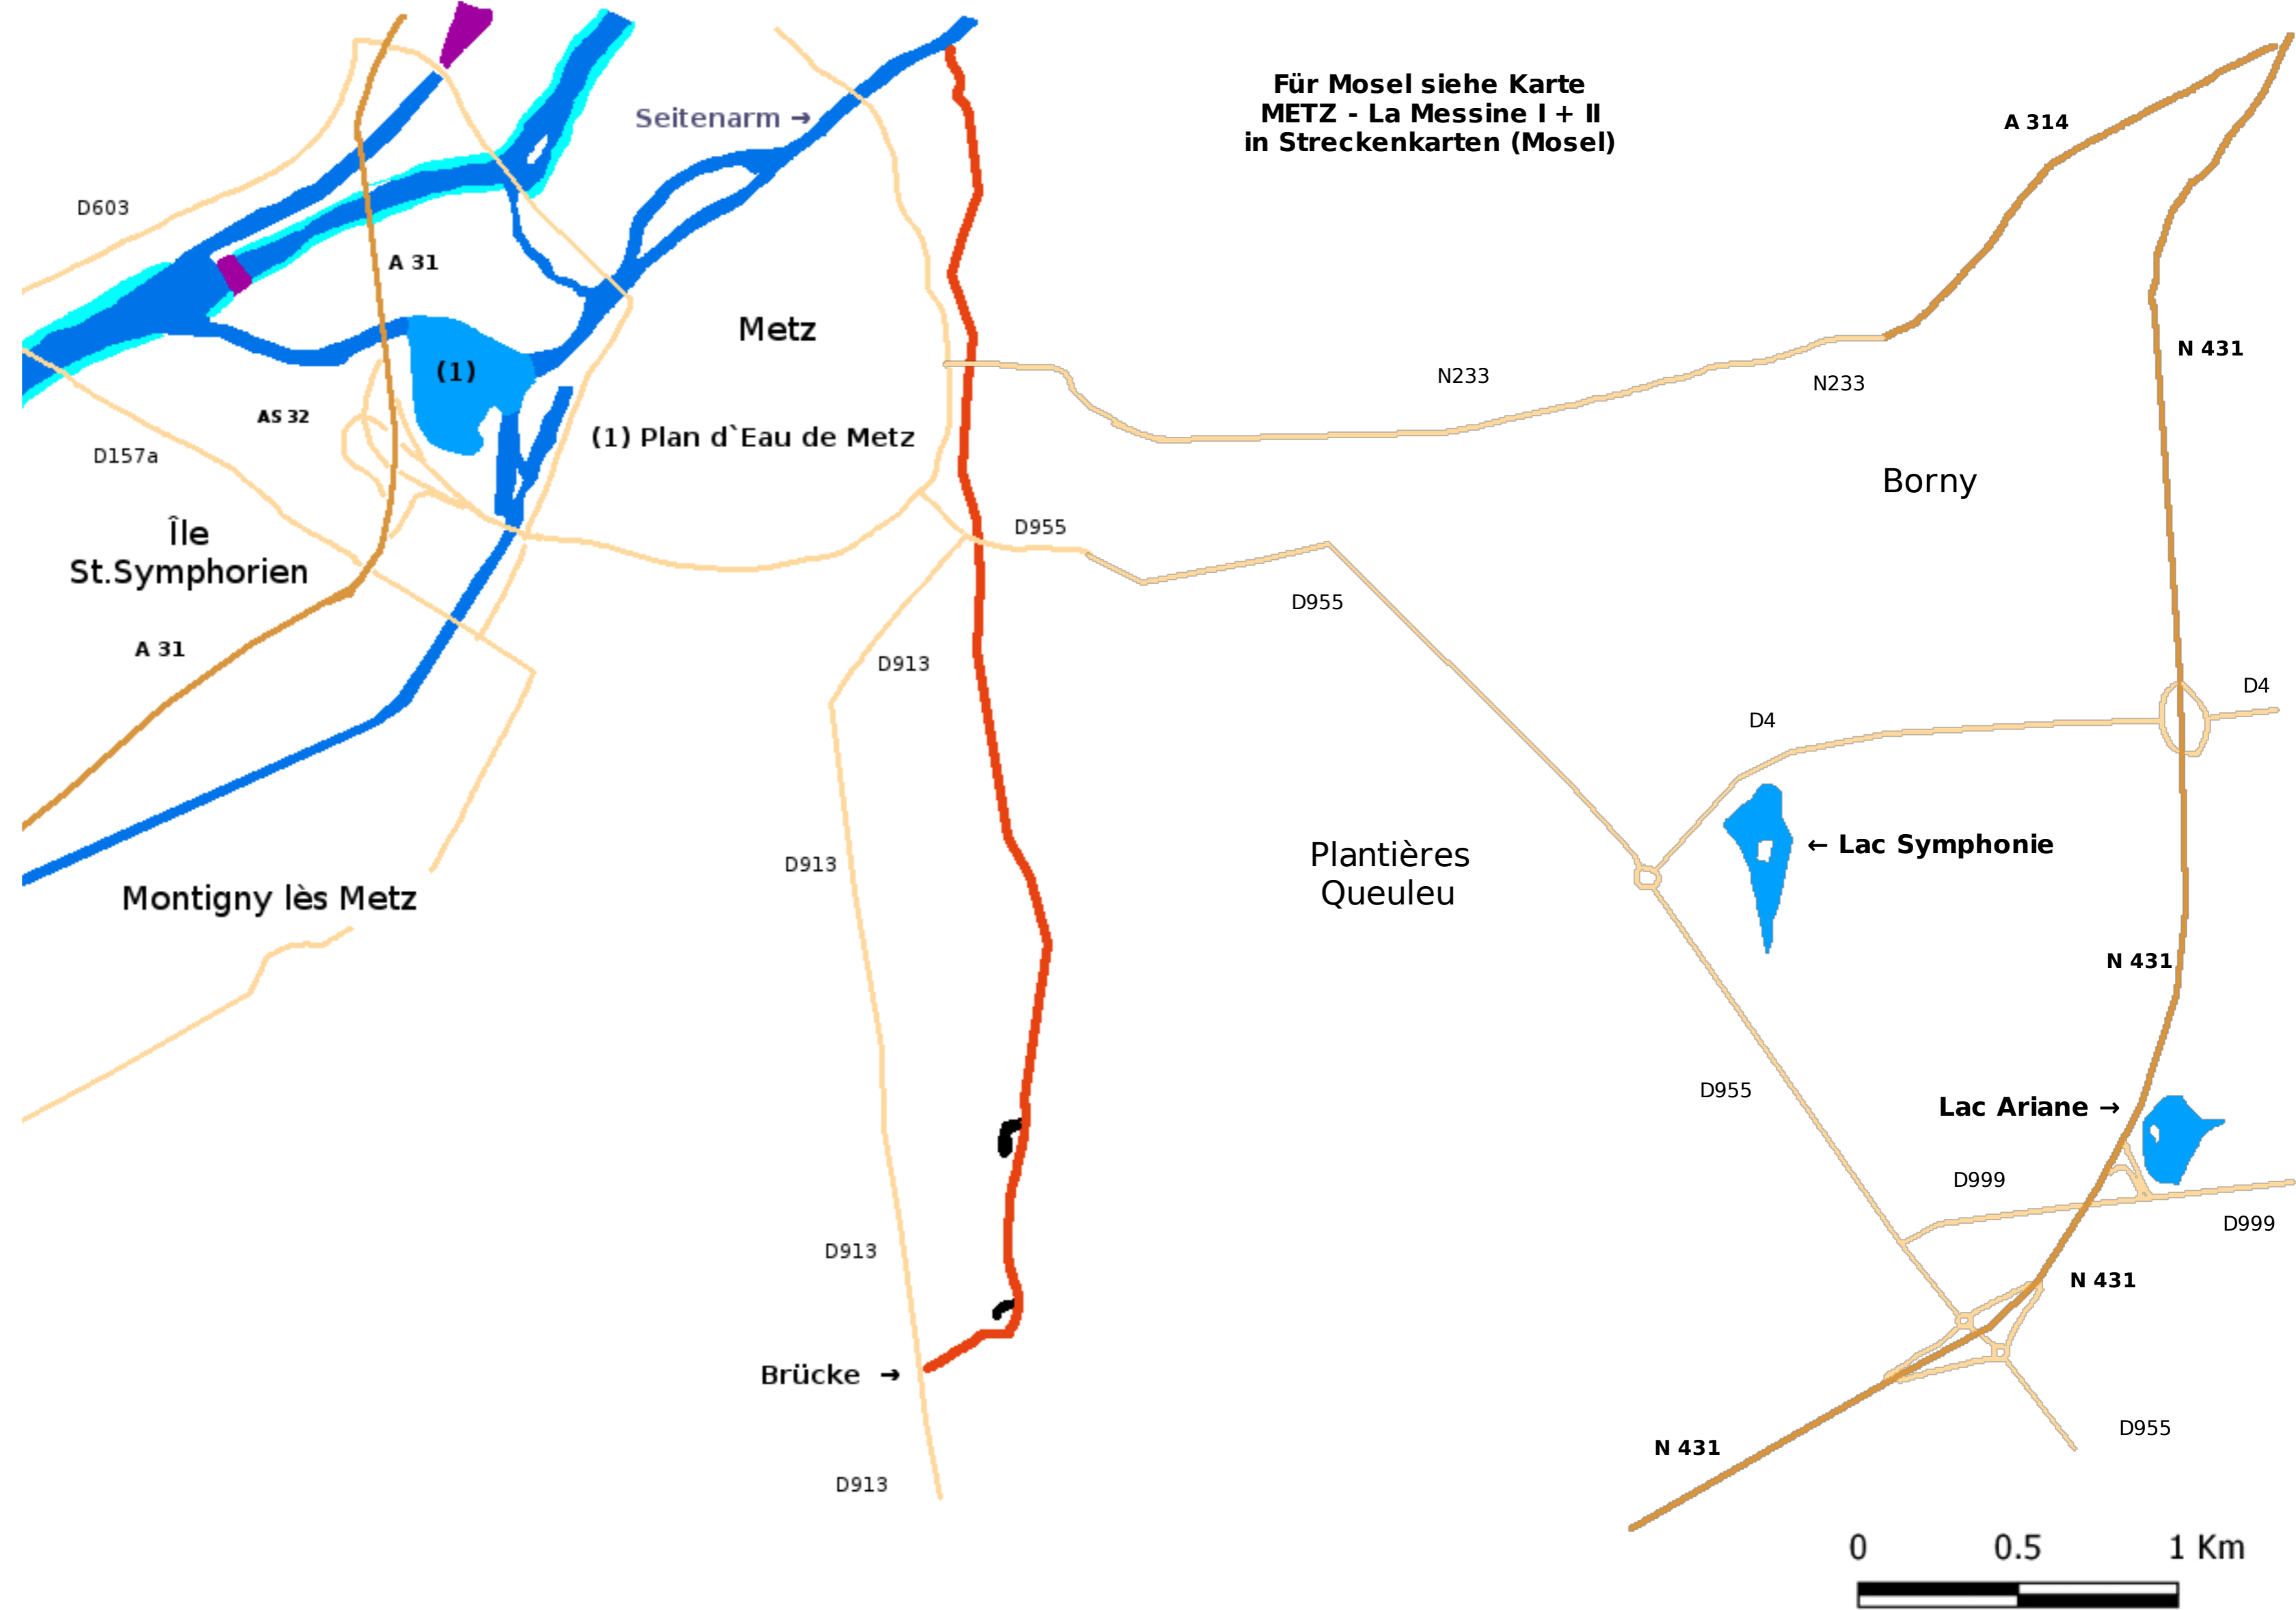 Für Mosel siehe Karte
METZ - La Messine I + II
in Streckenkarten (Mosel)
Seitenarm →
A 314
D603
A 31
Metz
N 431
(1)
N233
N233
AS 32
(1) Plan d`Eau de Metz
D157a
Borny
Île
St.Symphorien
D955
D955
A 31
D913
D4
D4
← Lac Symphonie
Plantières
Queuleu
D913
Montigny lès Metz
N 431
D955
Lac Ariane →
D999
D999
D913
N 431
Brücke →
D955
N 431
D913
0 0.5 1 Km